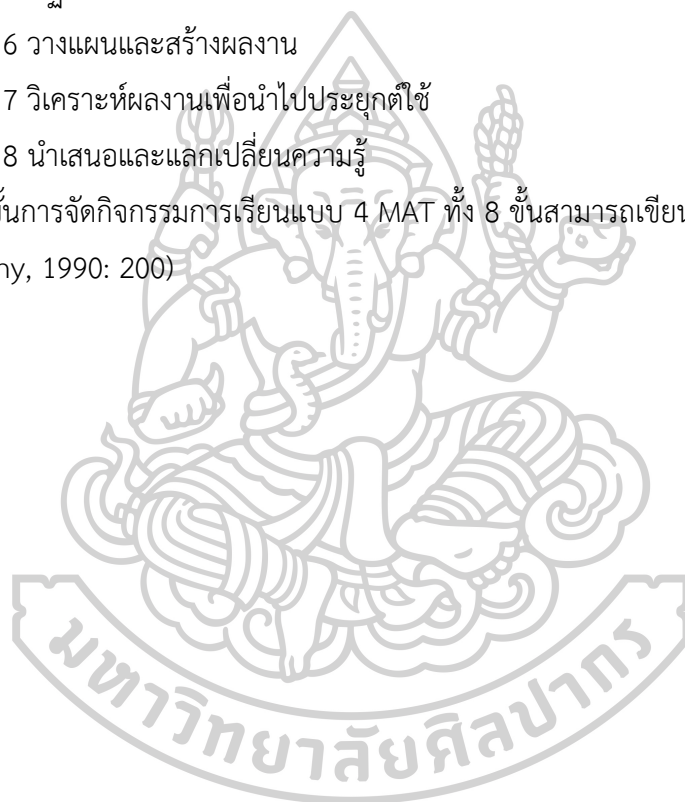 6 วางแผนและสร้างผลงาน
7 วิเคราะห์ผลงานเพื่อนำไปประยุกต์ใช้
8 นำเสนอและแลกเปลี่ยนความรู้
ขั้นการจัดกิจกรรมการเรียนแบบ 4 MAT ทั้ง 8 ขั้นสามารถเขียน
ny, 1990: 200)
มหาวิทยาลัยศิลปากร